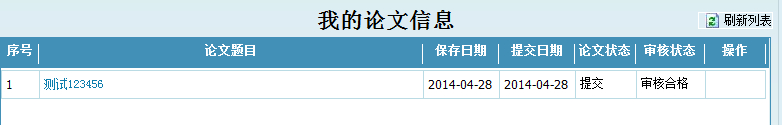 我的论文信息
刷新列表
序号 论文题目 保存日期 提交日期 论文状态 审核状态 操作
1 测试123456 2014-04-28 2014-04-28 提交 审核合格